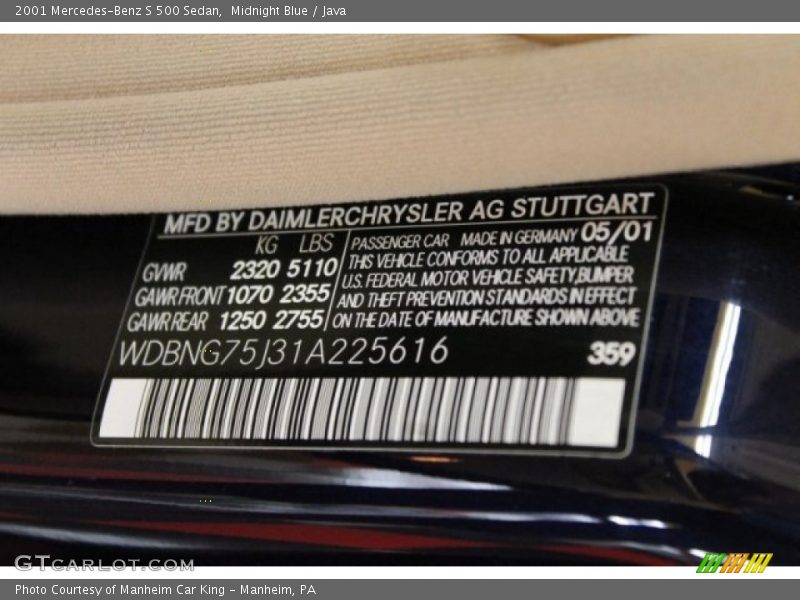 2001 Mercedes-Benz S 500 Sedan, Midnight Blue / Java
MFD BY DAIMLERCHRYSLER AG STUTTGART
KG LBS
GVWR 2320 5110
GAWR FRONT 1070 2355
GAWR REAR 1250 2755
PASSENGER CAR MADE IN GERMANY 05/01
THIS VEHICLE CONFORMS TO ALL APPLICABLE
U.S. FEDERAL MOTOR VEHICLE SAFETY,BUMPER
AND THEFT PREVENTION STANDARDS IN EFFECT
ON THE DATE OF MANUFACTURE SHOWN ABOVE
WDBNG75J31A225616 359
GTCARLOT.COM
Photo Courtesy of Manheim Car King - Manheim, PA